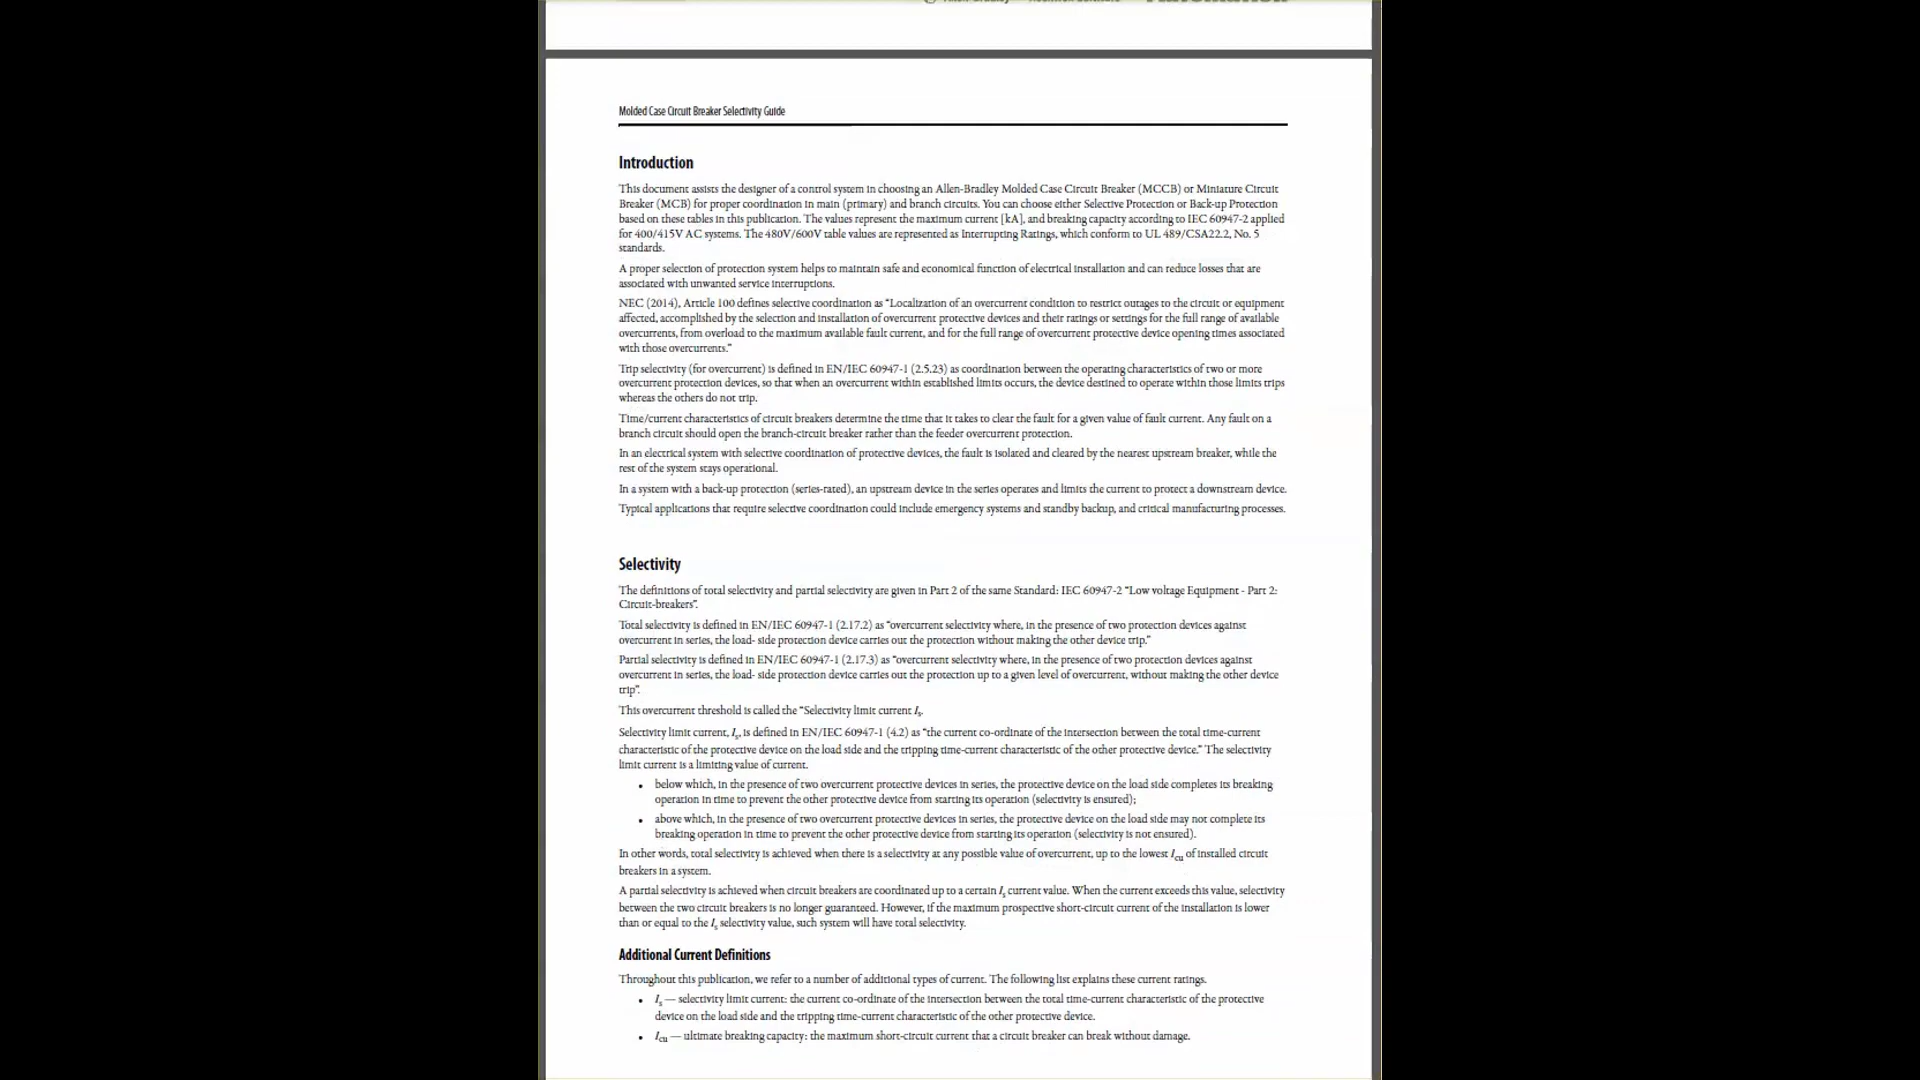 Molded Case Circuit Breaker Selectivity Guide
Introduction
This document assists the designer of a control system in choosing an Allen-Bradley Molded Case Circuit Breaker (MCCB) or Miniature Circuit
Breaker (MCB) for proper coordination in main (primary) and branch circuits. You can choose either Selective Protection or Back-up Protection
based on these tables in this publication. The values represent the maximum current [kA], and breaking capacity according to IEC 60947-2 applied
for 400/415V AC systems. The 480V/600V table values are represented as Interrupting Ratings, which conform to UL 489/CSA22.2, No. 5
standards.
A proper selection of protection system helps to maintain safe and economical function of electrical installation and can reduce losses that are
associated with unwanted service interruptions.
NEC (2014), Article 100 defines selective coordination as “Localization of an overcurrent condition to restrict outages to the circuit or equipment
affected, accomplished by the selection and installation of overcurrent protective devices and their ratings or settings for the full range of available
overcurrents, from overload to the maximum available fault current, and for the full range of overcurrent protective device opening times associated
with those overcurrents.”
Trip selectivity (for overcurrent) is defined in EN/IEC 60947-1 (2.5.23) as coordination between the operating characteristics of two or more
overcurrent protection devices, so that when an overcurrent within established limits occurs, the device destined to operate within those limits trips
whereas the others do not trip.
Time/current characteristics of circuit breakers determine the time that it takes to clear the fault for a given value of fault current. Any fault on a
branch circuit should open the branch-circuit breaker rather than the feeder overcurrent protection.
In an electrical system with selective coordination of protective devices, the fault is isolated and cleared by the nearest upstream breaker, while the
rest of the system stays operational.
In a system with a back-up protection (series-rated), an upstream device in the series operates and limits the current to protect a downstream device.
Typical applications that require selective coordination could include emergency systems and standby backup, and critical manufacturing processes.
Selectivity
The definitions of total selectivity and partial selectivity are given in Part 2 of the same Standard: IEC 60947-2 “Low voltage Equipment - Part 2:
Circuit-breakers”.
Total selectivity is defined in EN/IEC 60947-1 (2.17.2) as “overcurrent selectivity where, in the presence of two protection devices against
overcurrent in series, the load- side protection device carries out the protection without making the other device trip.”
Partial selectivity is defined in EN/IEC 60947-1 (2.17.3) as “overcurrent selectivity where, in the presence of two protection devices against
overcurrent in series, the load- side protection device carries out the protection up to a given level of overcurrent, without making the other device
trip”.
This overcurrent threshold is called the “Selectivity limit current Is.
Selectivity limit current, Is, is defined in EN/IEC 60947-1 (4.2) as “the current co-ordinate of the intersection between the total time-current
characteristic of the protective device on the load side and the tripping time-current characteristic of the other protective device.” The selectivity
limit current is a limiting value of current.
• below which, in the presence of two overcurrent protective devices in series, the protective device on the load side completes its breaking
operation in time to prevent the other protective device from starting its operation (selectivity is ensured);
• above which, in the presence of two overcurrent protective devices in series, the protective device on the load side may not complete its
breaking operation in time to prevent the other protective device from starting its operation (selectivity is not ensured).
In other words, total selectivity is achieved when there is a selectivity at any possible value of overcurrent, up to the lowest Icu of installed circuit
breakers in a system.
A partial selectivity is achieved when circuit breakers are coordinated up to a certain Is current value. When the current exceeds this value, selectivity
between the two circuit breakers is no longer guaranteed. However, if the maximum prospective short-circuit current of the installation is lower
than or equal to the Is selectivity value, such system will have total selectivity.
Additional Current Definitions
Throughout this publication, we refer to a number of additional types of current. The following list explains these current ratings.
• Is — selectivity limit current: the current co-ordinate of the intersection between the total time-current characteristic of the protective
device on the load side and the tripping time-current characteristic of the other protective device.
• Icu — ultimate breaking capacity: the maximum short-circuit current that a circuit breaker can break without damage.